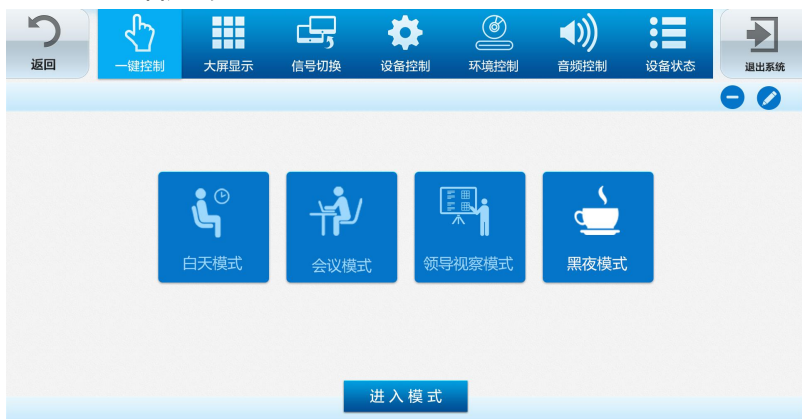 返回
一键控制
大屏显示
信号切换
设备控制
环境控制
音频控制
设备状态
退出系统
白天模式
会议模式
领导视察模式
黑夜模式
进入模式